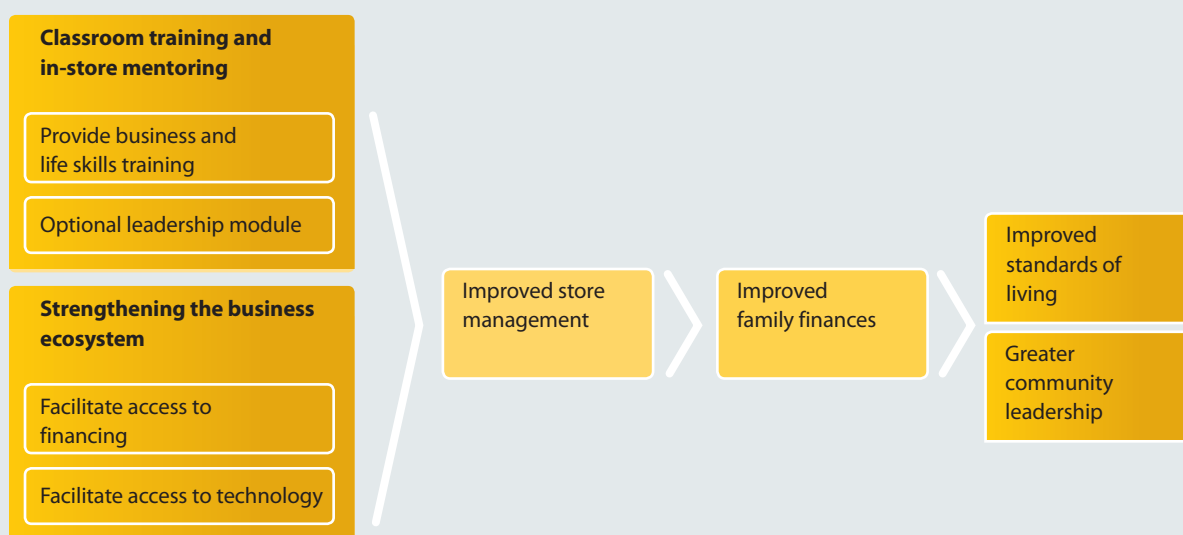 Classroom training and
in-store mentoring
Provide business and
life skills training
Optional leadership module
Strengthening the business
ecosystem
Facilitate access to
financing
Facilitate access to technology
Improved store
management
Improved
family finances
Improved
standards of
living
Greater
community
leadership